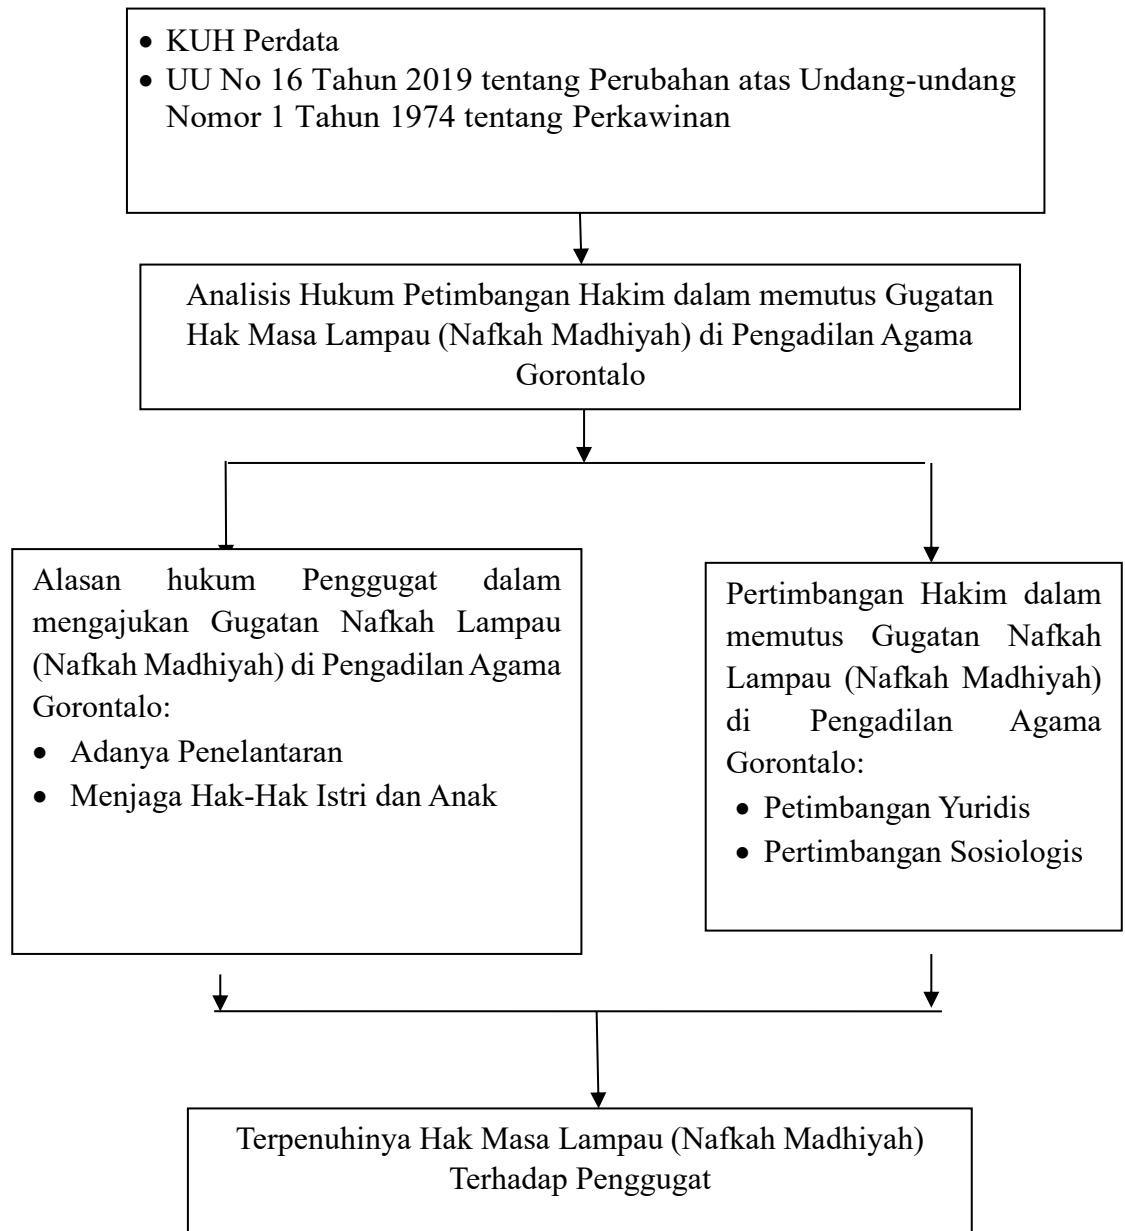 • KUH Perdata
• UU No 16 Tahun 2019 tentang Perubahan atas Undang-undang
Nomor 1 Tahun 1974 tentang Perkawinan
Analisis Hukum Petimbangan Hakim dalam memutus Gugatan
Hak Masa Lampau (Nafkah Madhiyah) di Pengadilan Agama
Gorontalo
Alasan hukum Penggugat dalam
mengajukan Gugatan Nafkah Lampau
(Nafkah Madhiyah) di Pengadilan Agama
Gorontalo:
• Adanya Penelantaran
• Menjaga Hak-Hak Istri dan Anak
Pertimbangan Hakim dalam
memutus Gugatan Nafkah
Lampau (Nafkah Madhiyah)
di Pengadilan Agama
Gorontalo:
• Petimbangan Yuridis
• Pertimbangan Sosiologis
Terpenuhinya Hak Masa Lampau (Nafkah Madhiyah)
Terhadap Penggugat